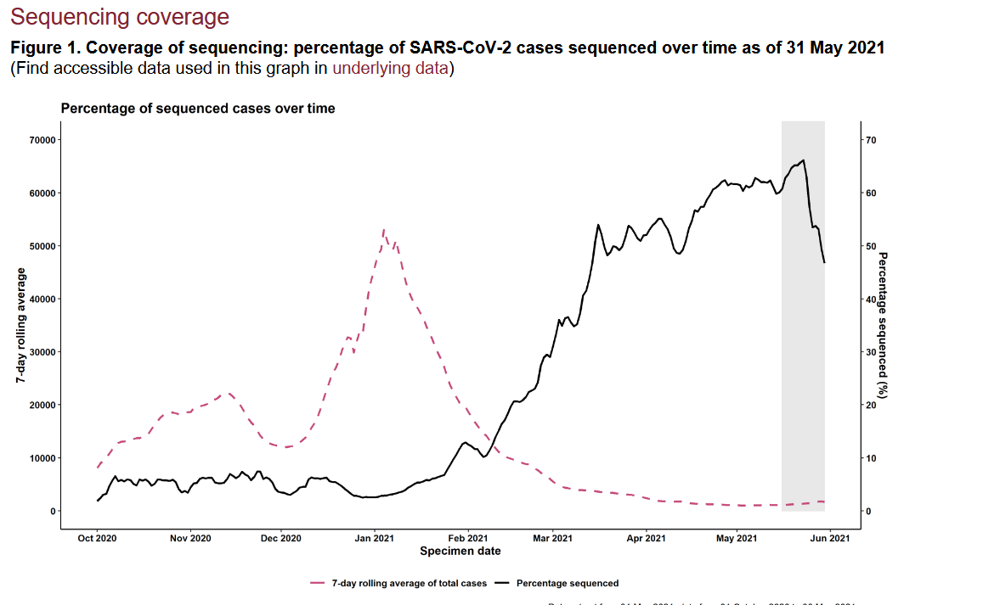 Sequencing coverage
Figure 1. Coverage of sequencing: percentage of SARS-CoV-2 cases sequenced over time as of 31 May 2021
(Find accessible data used in this graph in underlying data)
Percentage of sequenced cases over time
70000
60000
50000
40000
30000
20000
10000
0
7-day rolling average
70
60
50
40
30
20
10
0
Percentage sequenced (%)
Oct 2020 Nov 2020 Dec 2020 Jan 2021 Feb 2021 Mar 2021 Apr 2021 May 2021 Jun 2021
Specimen date
7-day rolling average of total cases Percentage sequenced